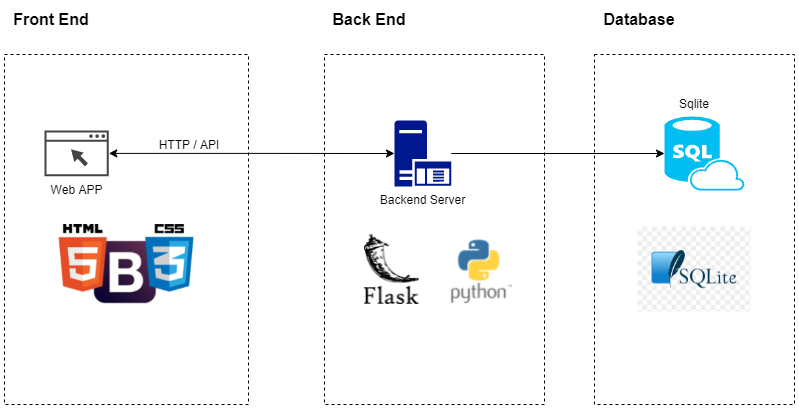 Front End
Back End
Database
Sqlite
HTTP / API
SQL
Web APP
Backend Server
HTML
CSS
5
B
3
Flask
python™
SQLite